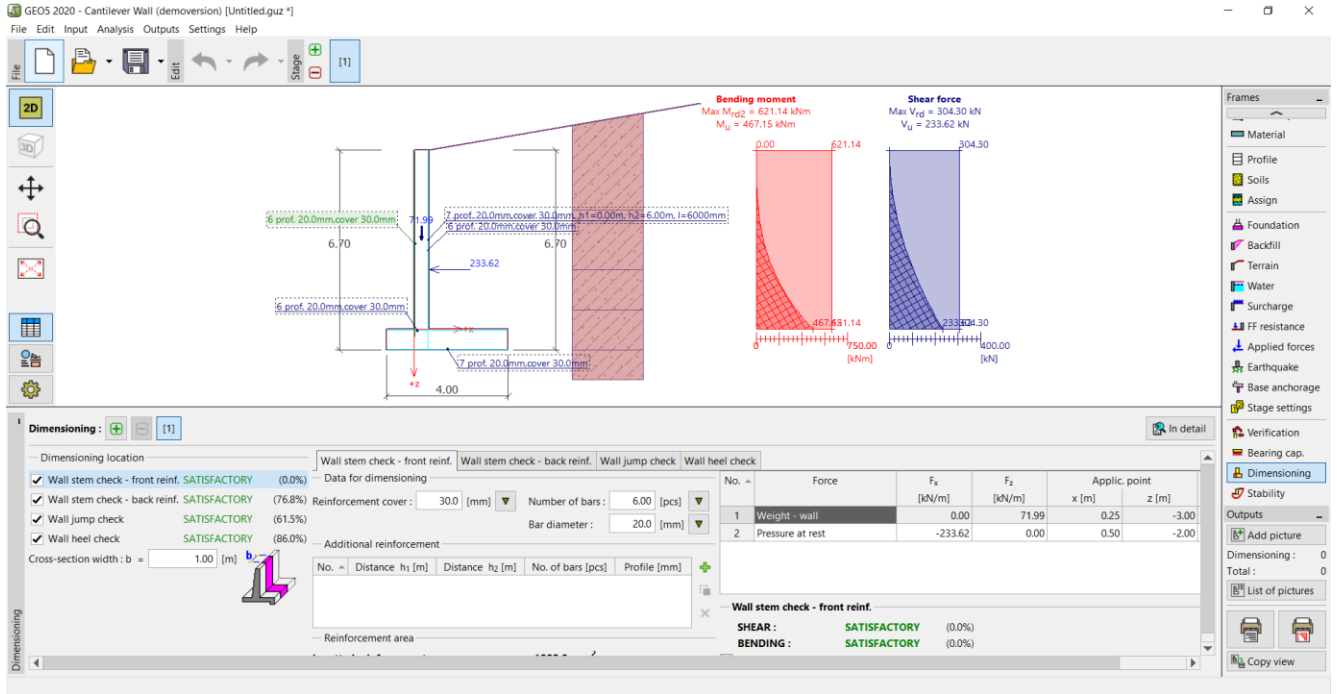 GEO5 2020 - Cantilever Wall (demoversion) [Untitled.guz *]
File Edit Input Analysis Outputs Settings Help
File
Edit
Stage
[1]
2D
3D
Bending moment
Max Mrd2 = 621.14 kNm
Mu = 467.15 kNm
0.00 621.14
750.00
[kNm]
0
Shear force
Max Vrd = 304.30 kN
Vu = 233.62 kN
304.30
0
400.00
[kN]
6 prof. 20.0mm,cover 30.0mm
71.99
7 prof. 20.0mm,cover 30.0mm, h1=0.00m, h2=6.00m, l=6000mm
6 prof. 20.0mm,cover 30.0mm
6.70
6.70
233.62
6 prof. 20.0mm,cover 30.0mm
+x
7 prof. 20.0mm,cover 30.0mm
+z
4.00
Frames
Material
Profile
Soils
Assign
Foundation
Backfill
Terrain
Water
Surcharge
FF resistance
Applied forces
Earthquake
Base anchorage
Stage settings
Verification
Bearing cap.
Dimensioning
Stability
Outputs
Add picture
Dimensioning : 0
Total : 0
List of pictures
Copy view
Dimensioning
Dimensioning : [1]
In detail
Dimensioning location
Wall stem check - front reinf. SATISFACTORY (0.0%)
Wall stem check - back reinf. SATISFACTORY (76.8%)
Wall jump check SATISFACTORY (61.5%)
Wall heel check SATISFACTORY (86.0%)
Cross-section width : b = 1.00 [m]
b
Wall stem check - front reinf. Wall stem check - back reinf. Wall jump check Wall heel check
Data for dimensioning
Reinforcement cover : 30.0 [mm] Number of bars : 6.00 [pcs]
Bar diameter : 20.0 [mm]
Additional reinforcement
No. Distance h1 [m] Distance h2 [m] No. of bars [pcs] Profile [mm]
Reinforcement area
No. Force Fx Fz Applic. point
[kN/m] [kN/m] x [m] z [m]
1 Weight - wall 0.00 71.99 0.25 -3.00
2 Pressure at rest -233.62 0.00 0.50 -2.00
Wall stem check - front reinf.
SHEAR : SATISFACTORY (0.0%)
BENDING : SATISFACTORY (0.0%)